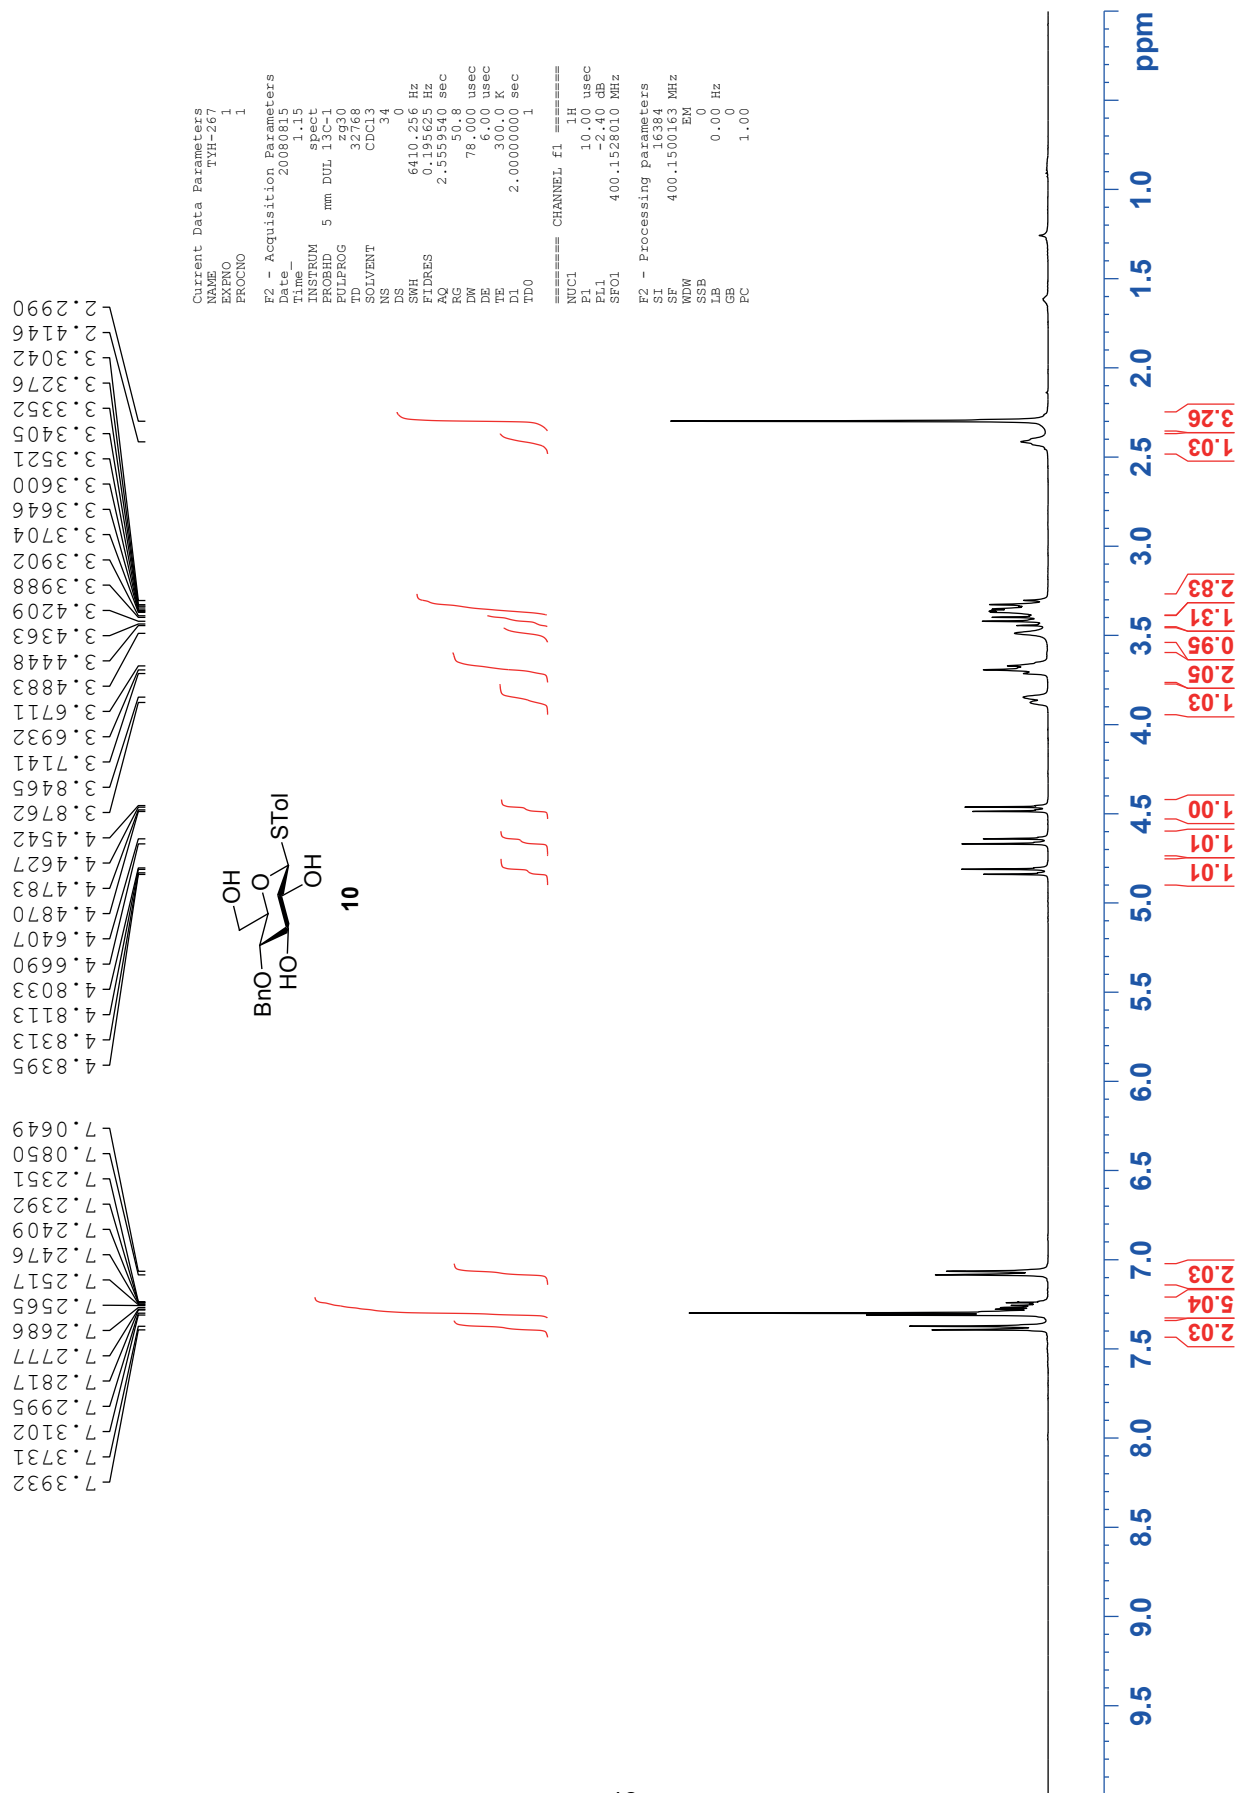 7.3932
7.3731
7.3102
7.2995
7.2817
7.2777
7.2686
7.2565
7.2517
7.2476
7.2409
7.2392
7.2351
7.0850
7.0649
4.8395
4.8313
4.8113
4.8033
4.6690
4.6407
4.4870
4.4783
4.4627
4.4542
3.8762
3.8465
3.7141
3.6932
3.6711
3.4883
3.4448
3.4363
3.4209
3.3988
3.3902
3.3704
3.3646
3.3600
3.3521
3.3405
3.3352
3.3276
3.3042
2.4146
2.2990
Current Data Parameters
NAME TYH-267
EXPNO 1
PROCNO 1
F2 - Acquisition Parameters
Date_ 20080815
Time_ 1.15
INSTRUM spect
PROBHD 5 mm DUL 13C-1
PULPROG zg30
TD 32768
SOLVENT CDCl3
NS 34
DS 0
SWH 6410.256 Hz
FIDRES 0.195625 Hz
AQ 2.5559540 sec
RG 50.8
DW 78.000 usec
DE 6.00 usec
TE 300.0 K
D1 2.00000000 sec
TD0 1
======== CHANNEL f1 ========
NUC1 1H
P1 10.00 usec
PL1 -2.40 dB
SFO1 400.1528010 MHz
F2 - Processing parameters
SI 16384
SF 400.1500163 MHz
WDW EM
SSB 0
LB 0.00 Hz
GB 0
PC 1.00
OH
BnO
O
STol
HO
OH
10
9.5 9.0 8.5 8.0 7.5 7.0 6.5 6.0 5.5 5.0 4.5 4.0 3.5 3.0 2.5 2.0 1.5 1.0 ppm
2.03
5.04
2.03
1.01
1.01
1.00
1.03
2.05
0.95
1.31
2.83
1.03
3.26